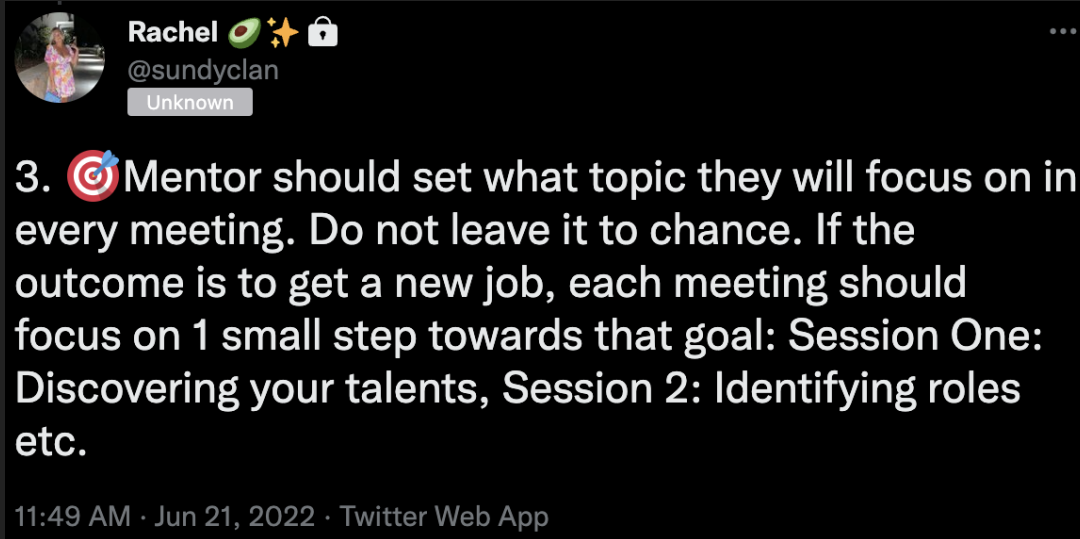 Rachel 🥑✨🔒
@sundyclan
Unknown
3. 🎯Mentor should set what topic they will focus on in
every meeting. Do not leave it to chance. If the
outcome is to get a new job, each meeting should
focus on 1 small step towards that goal: Session One:
Discovering your talents, Session 2: Identifying roles
etc.
11:49 AM · Jun 21, 2022 · Twitter Web App